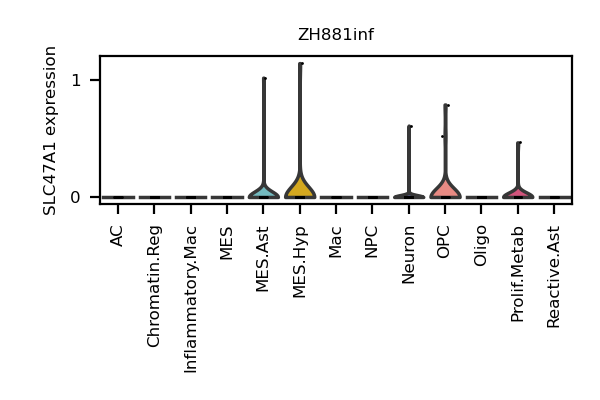 ZH881inf
SLC47A1 expression
1
0
AC
Chromatin.Reg
Inflammatory.Mac
MES
MES.Ast
MES.Hyp
Mac
NPC
Neuron
OPC
Oligo
Prolif.Metab
Reactive.Ast